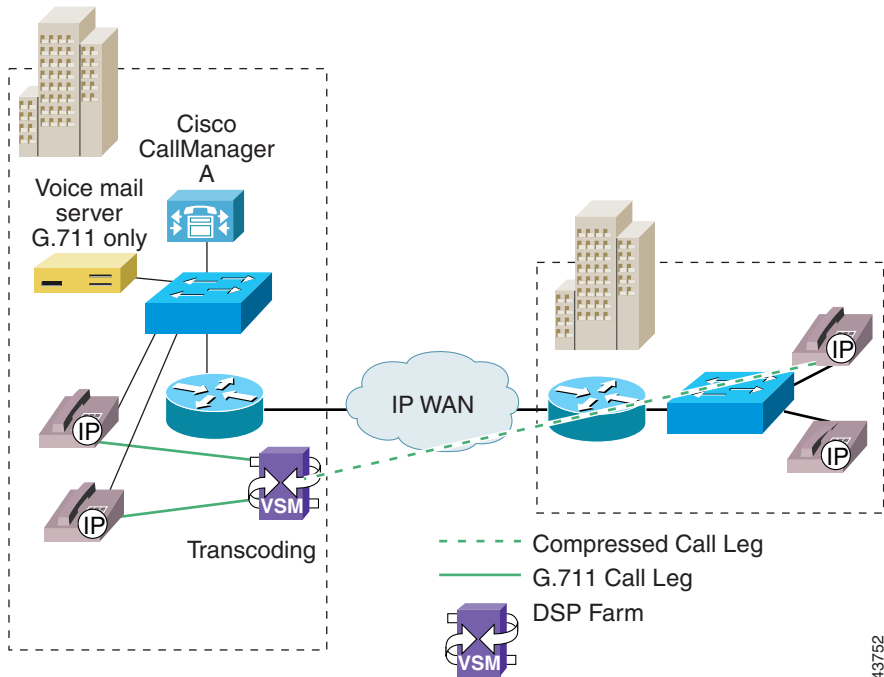 Cisco
CallManager
A
Voice mail
server
G.711 only
IP
IP
VSM
Transcoding
IP WAN
IP
IP
Compressed Call Leg
G.711 Call Leg
DSP Farm
VSM
43752